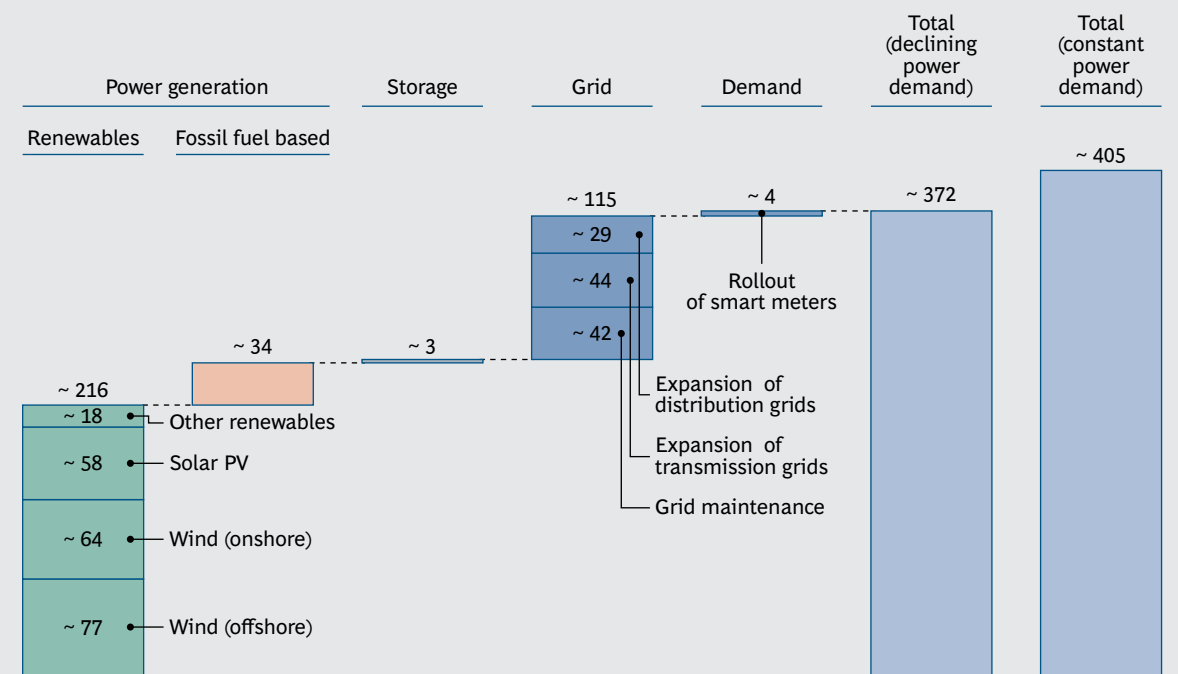 Power generation
Storage
Grid
Demand
Total
(declining
power
demand)
Total
(constant
power
demand)
Renewables
Fossil fuel based
~ 216
~ 18
Other renewables
~ 58
Solar PV
~ 64
Wind (onshore)
~ 77
Wind (offshore)
~ 34
~ 3
~ 115
~ 29
~ 44
~ 42
Expansion of
distribution grids
Expansion of
transmission grids
Grid maintenance
~ 4
Rollout
of smart meters
~ 372
~ 405